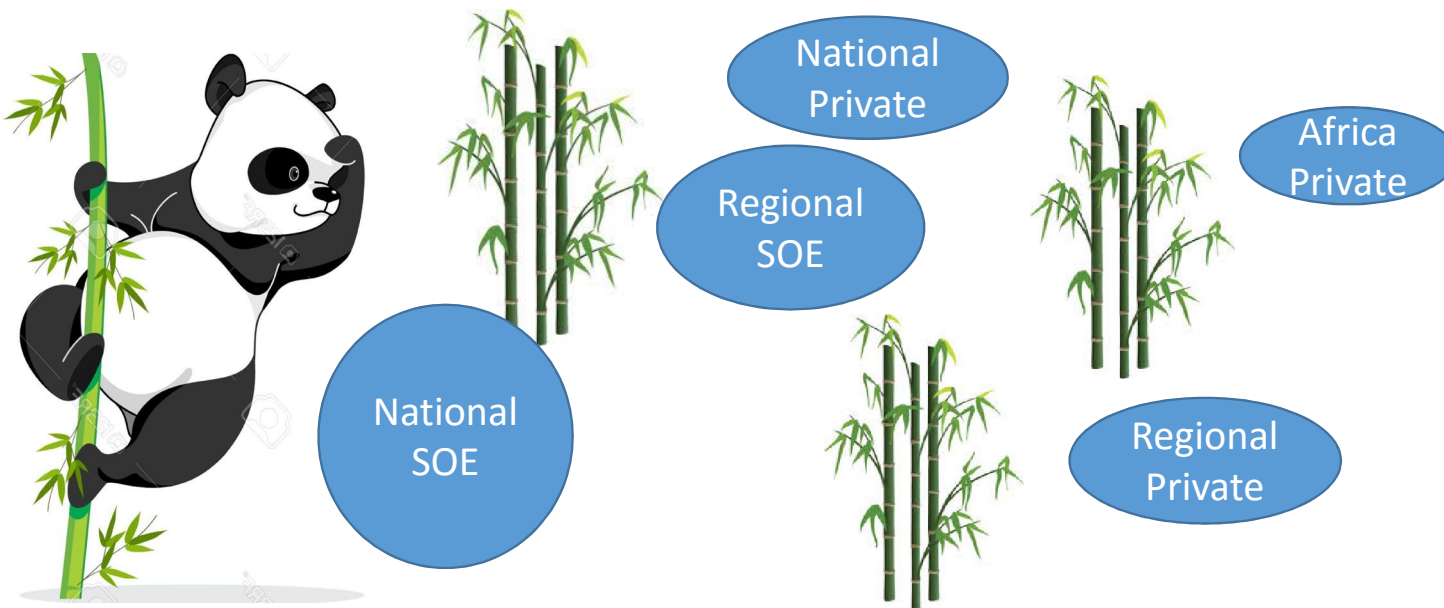 National
Private
Africa
Private
Regional
SOE
National
SOE
Regional
Private